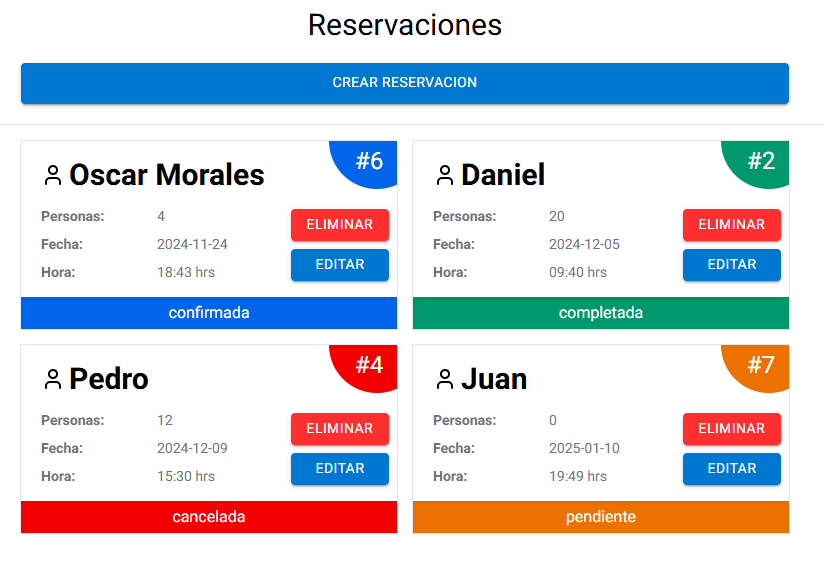 Reservaciones
CREAR RESERVACION
#6
Oscar Morales
Personas: 4
ELIMINAR
Fecha: 2024-11-24
EDITAR
Hora: 18:43 hrs
confirmada
#2
Daniel
Personas: 20
ELIMINAR
Fecha: 2024-12-05
EDITAR
Hora: 09:40 hrs
completada
#4
Pedro
Personas: 12
ELIMINAR
Fecha: 2024-12-09
EDITAR
Hora: 15:30 hrs
cancelada
#7
Juan
Personas: 0
ELIMINAR
Fecha: 2025-01-10
EDITAR
Hora: 19:49 hrs
pendiente